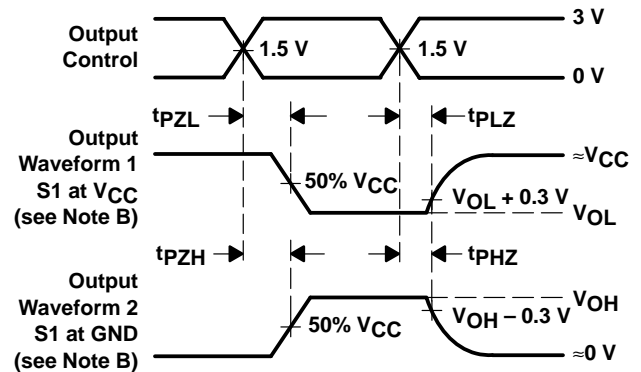 3 V
Output
Control
1.5 V
1.5 V
0 V
tPZL
tPLZ
Output
Waveform 1
S1 at VCC
(see Note B)
≈VCC
50% VCC
VOL + 0.3 V
VOL
tPZH
tPHZ
Output
Waveform 2
S1 at GND
(see Note B)
VOH
50% VCC
VOH – 0.3 V
≈0 V